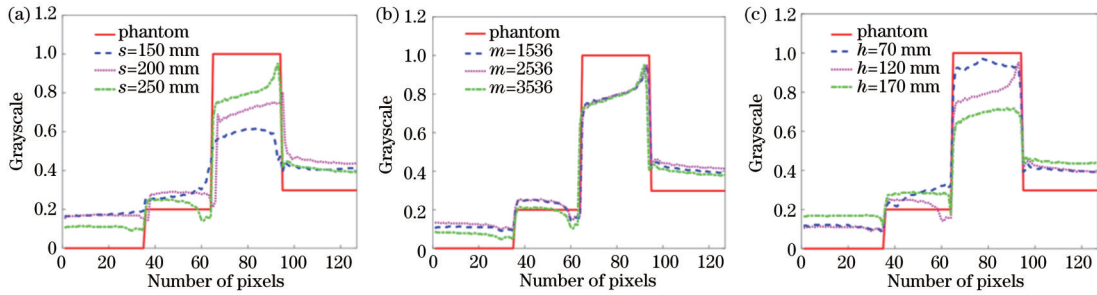 (a)
phantom
s=150 mm
s=200 mm
s=250 mm
1.2
1.0
0.8
0.6
0.4
0.2
0
Grayscale
0 20 40 60 80 100 120
Number of pixels
(b)
phantom
m=1536
m=2536
m=3536
1.2
1.0
0.8
0.6
0.4
0.2
0
Grayscale
0 20 40 60 80 100 120
Number of pixels
(c)
phantom
h=70 mm
h=120 mm
h=170 mm
1.2
1.0
0.8
0.6
0.4
0.2
0
Grayscale
0 20 40 60 80 100 120
Number of pixels